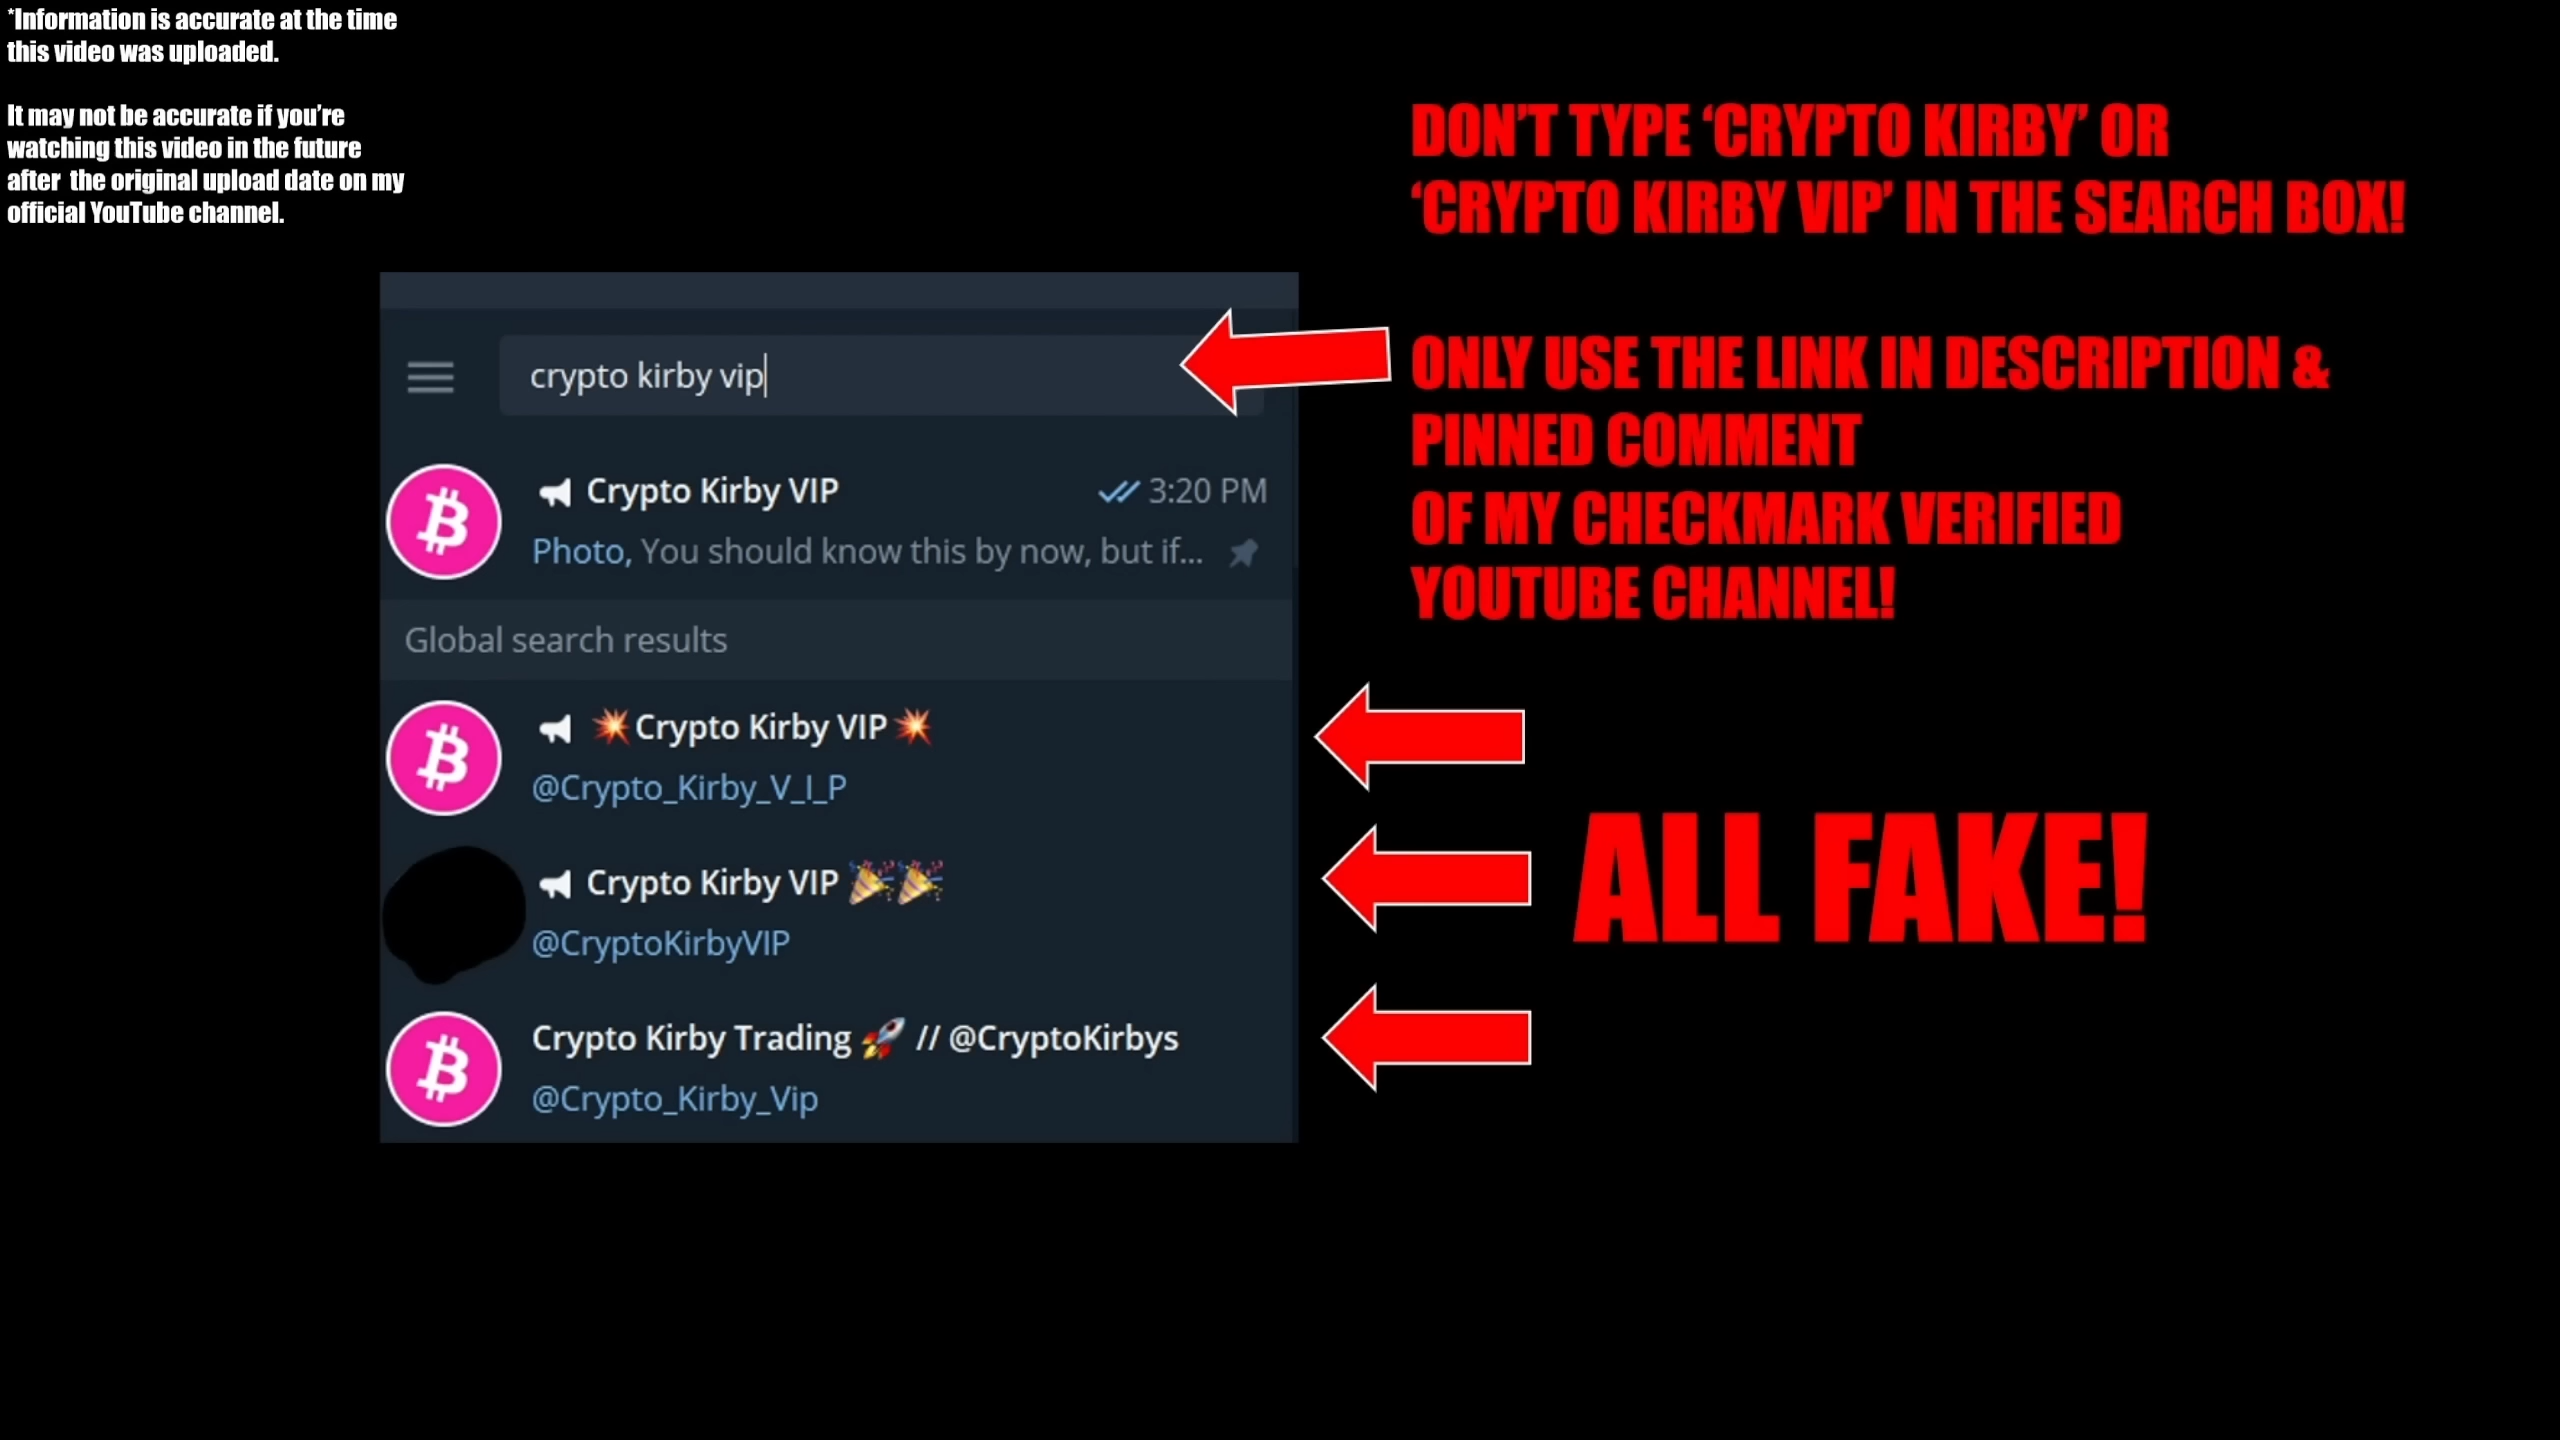 *Information is accurate at the time
this video was uploaded.
It may not be accurate if you’re
watching this video in the future
after the original upload date on my
official YouTube channel.
DON’T TYPE ‘CRYPTO KIRBY’ OR
‘CRYPTO KIRBY VIP’ IN THE SEARCH BOX!
ONLY USE THE LINK IN DESCRIPTION &
PINNED COMMENT
OF MY CHECKMARK VERIFIED
YOUTUBE CHANNEL!
crypto kirby vip
Crypto Kirby VIP 3:20 PM
Photo, You should know this by now, but if...
Global search results
💥Crypto Kirby VIP💥
@Crypto_Kirby_V_I_P
Crypto Kirby VIP 🎉🎉
@CryptoKirbyVIP
Crypto Kirby Trading 🚀 // @CryptoKirbys
@Crypto_Kirby_Vip
ALL FAKE!